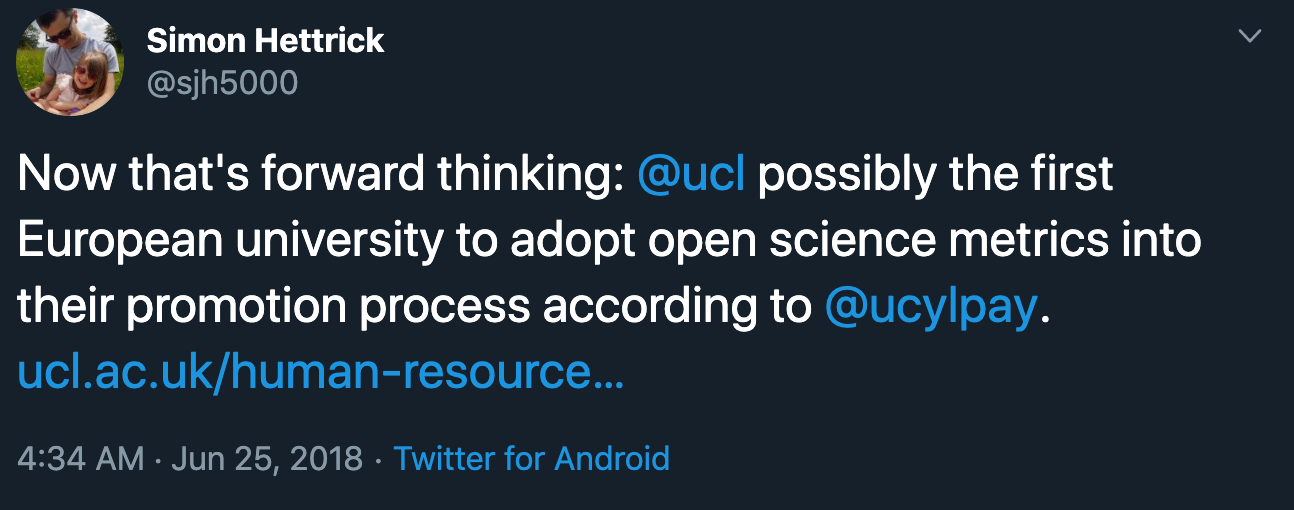 Simon Hettrick
@sjh5000
Now that's forward thinking: @ucl possibly the first
European university to adopt open science metrics into
their promotion process according to @ucylpay.
ucl.ac.uk/human-resource…
4:34 AM · Jun 25, 2018 · Twitter for Android